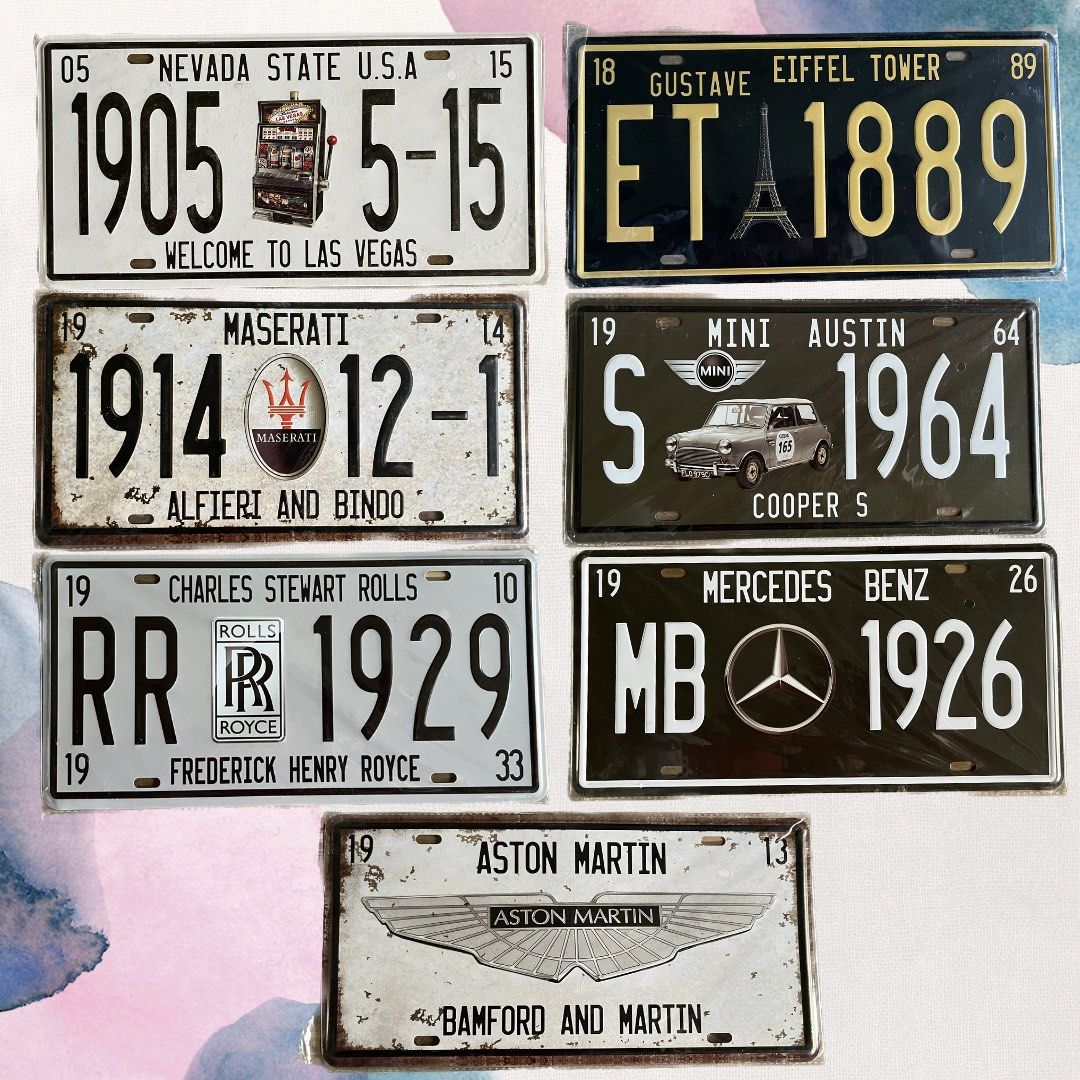 05 NEVADA STATE U.S.A 15
1905 5-15
WELCOME TO LAS VEGAS
18 GUSTAVE EIFFEL TOWER 89
ET 1889
19 MASERATI 14
1914 12-1
MASERATI
ALFIERI AND BINDO
19 MINI AUSTIN 64
MINI
S 1964
165
COOPER S
19 CHARLES STEWART ROLLS 10
ROLLS
RR RR 1929
ROYCE
19 FREDERICK HENRY ROYCE 33
19 MERCEDES BENZ 26
MB 1926
19 ASTON MARTIN 13
ASTON MARTIN
BAMFORD AND MARTIN